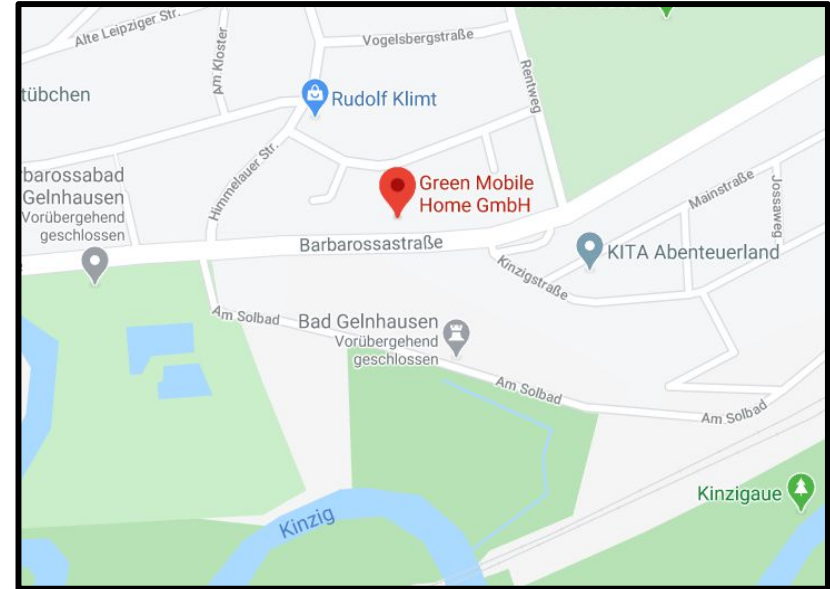 Alte Leipziger Str.
Am Kloster
Vogelsbergstraße
Rentweg
tübchen
Rudolf Klimt
Himmelauer Str.
barossabad
Gelnhausen
Vorübergehend
geschlossen
Green Mobile
Home GmbH
Mainstraße
Jossaweg
Barbarossastraße
KITA Abenteuerland
Kinzigstraße
Am Solbad
Bad Gelnhausen
Vorübergehend
geschlossen
Am Solbad
Am Solbad
Kinzigaue
Kinzig